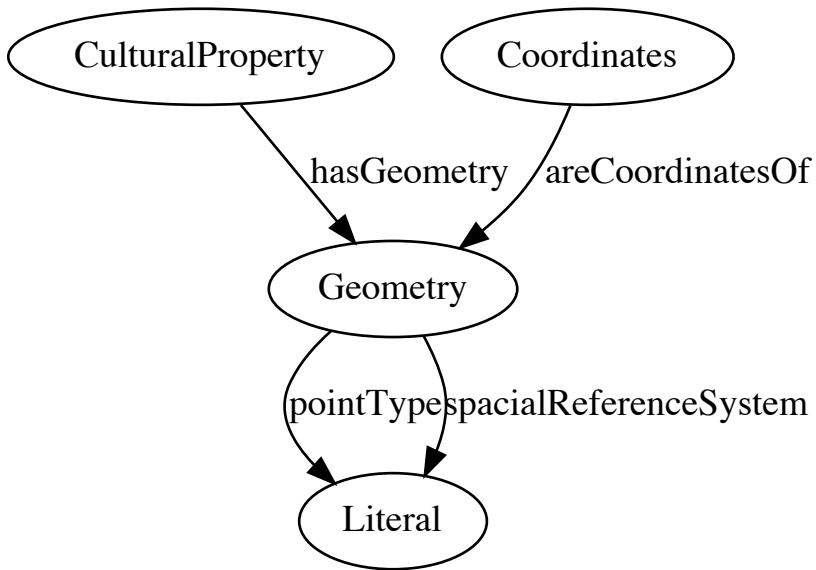 CulturalProperty
Coordinates
hasGeometry
areCoordinatesOf
Geometry
pointType
spacialReferenceSystem
Literal